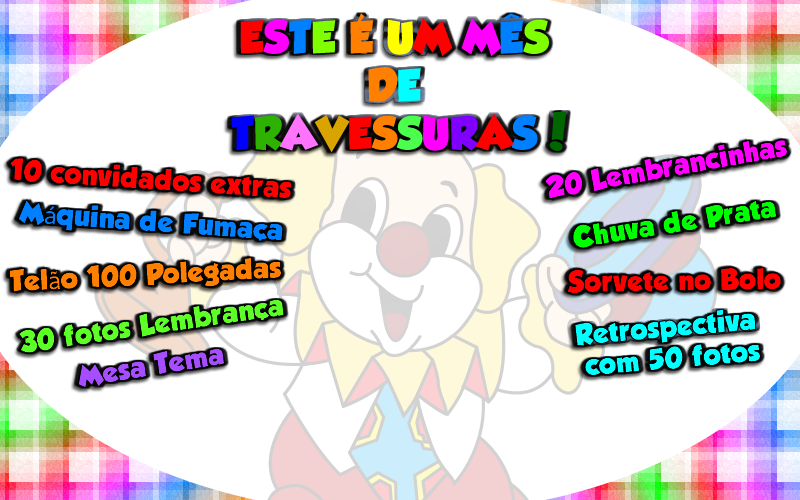 ESTE É UM MÊS
DE
TRAVESSURAS !
10 convidados extras
Máquina de Fumaça
Telão 100 Polegadas
30 fotos Lembrança
Mesa Tema
20 Lembrancinhas
Chuva de Prata
Sorvete no Bolo
Retrospectiva
com 50 fotos